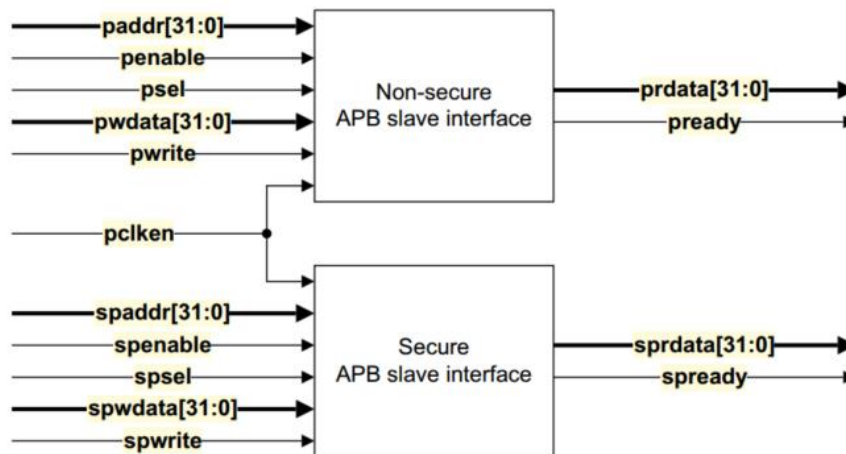 paddr[31:0]
penable
psel
pwdata[31:0]
pwrite
Non-secure
APB slave interface
prdata[31:0]
pready
pclken
spaddr[31:0]
spenable
spsel
spwdata[31:0]
spwrite
Secure
APB slave interface
sprdata[31:0]
spready